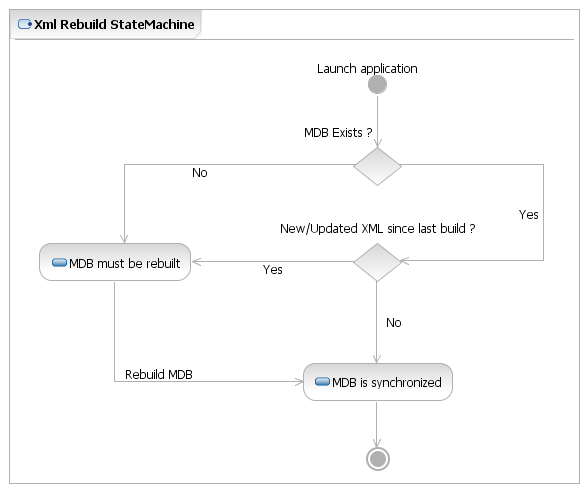 Xml Rebuild StateMachine
Launch application
MDB Exists ?
No
Yes
New/Updated XML since last build ?
MDB must be rebuilt
Yes
No
Rebuild MDB
MDB is synchronized